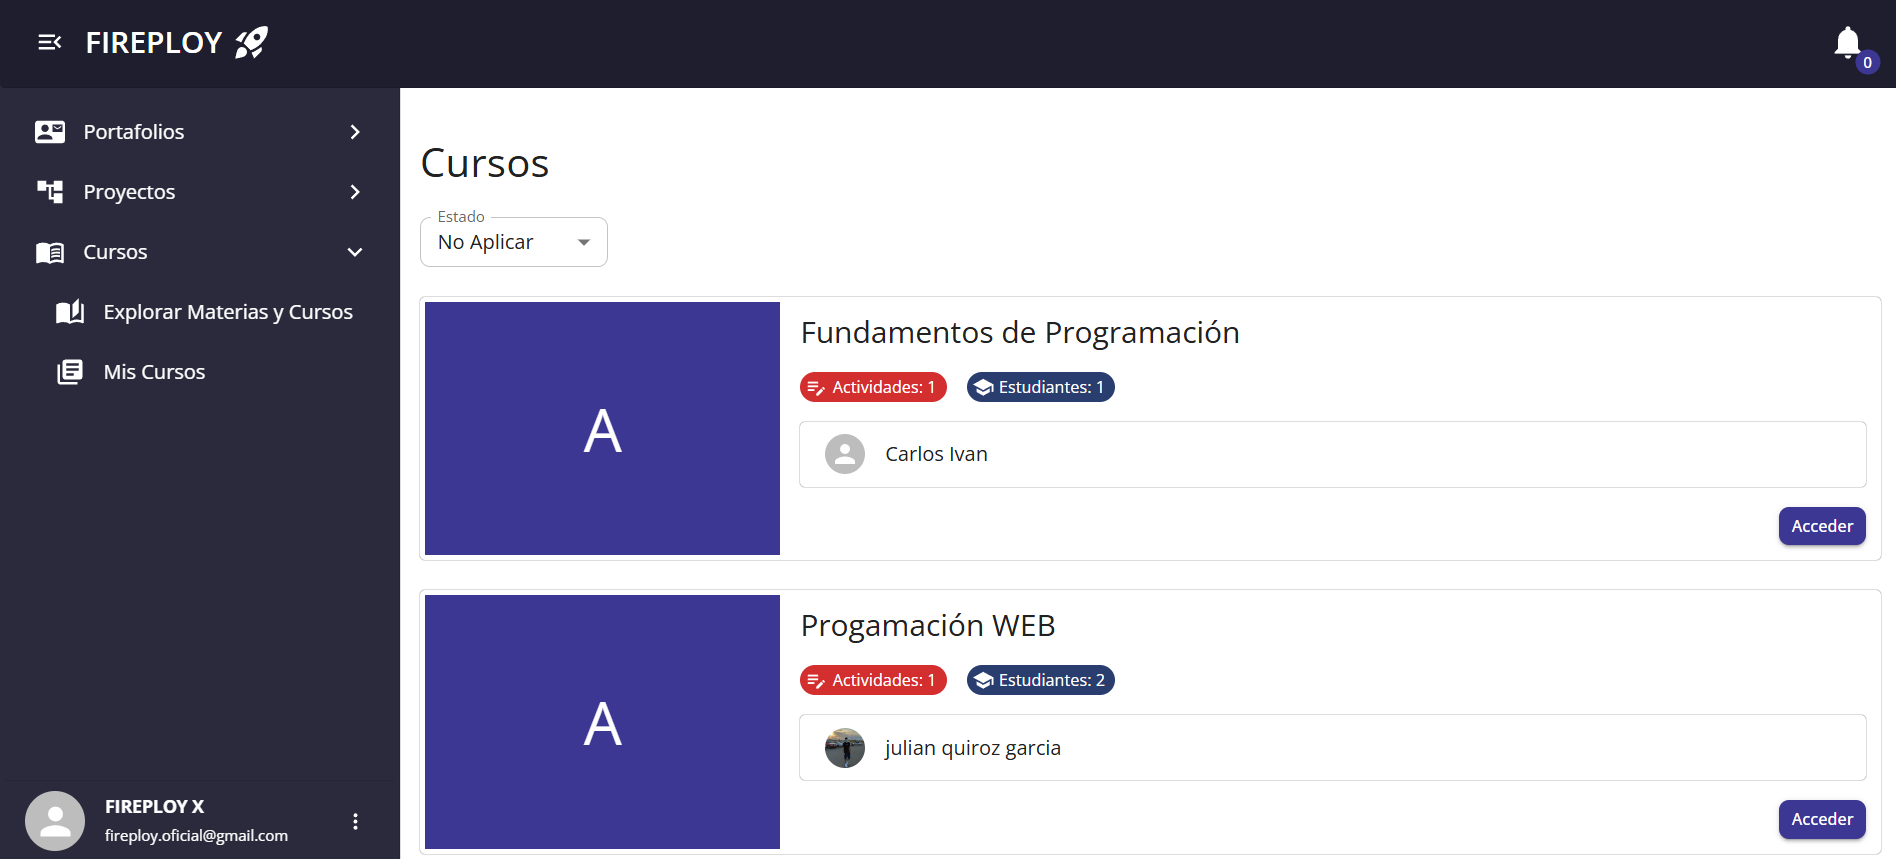 FIREPLOY
0
Portafolios
Proyectos
Cursos
Explorar Materias y Cursos
Mis Cursos
FIREPLOY X
fireploy.oficial@gmail.com
Cursos
Estado
No Aplicar
A
Fundamentos de Programación
Actividades: 1 Estudiantes: 1
Carlos Ivan
Acceder
A
Progamación WEB
Actividades: 1 Estudiantes: 2
julian quiroz garcia
Acceder